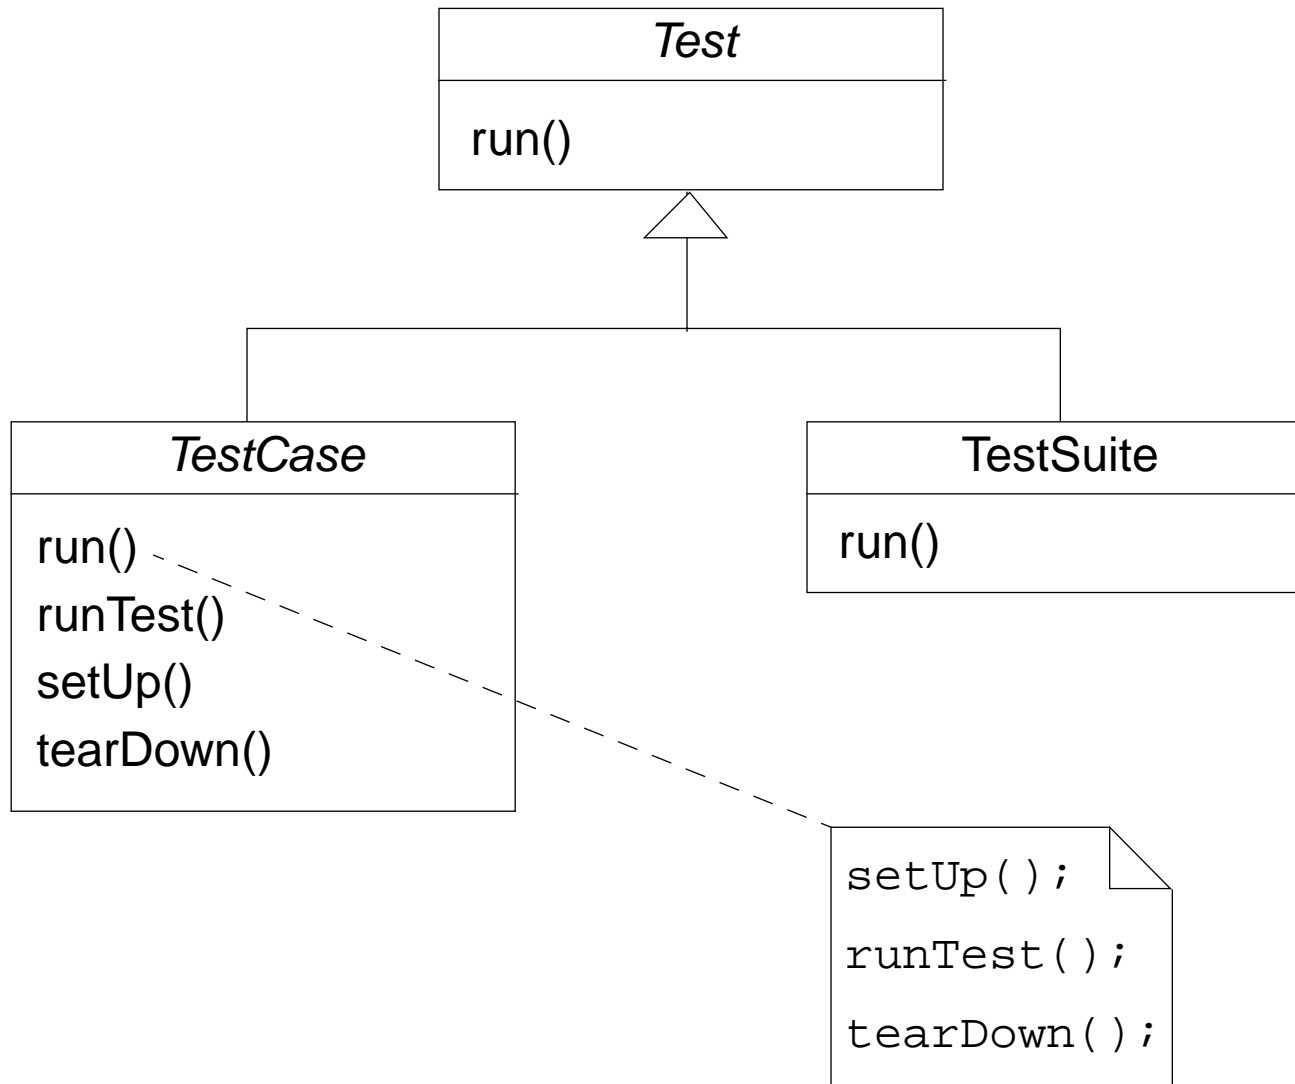 Test
run()
TestCase
run()
runTest()
setUp()
tearDown()
TestSuite
run()
setUp();
runTest();
tearDown();